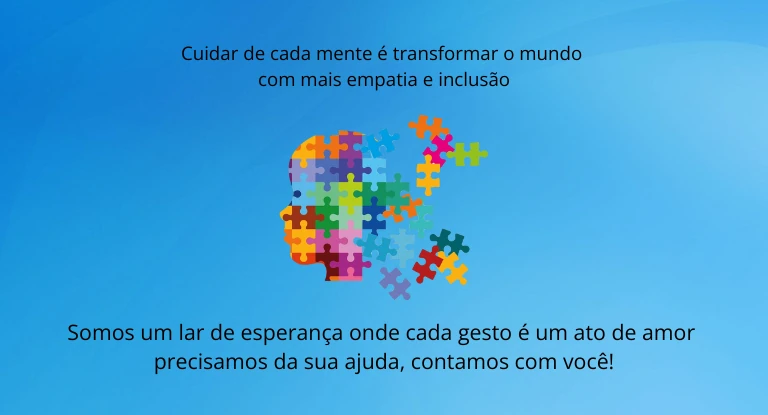 Cuidar de cada mente é transformar o mundo
com mais empatia e inclusão
Somos um lar de esperança onde cada gesto é um ato de amor
precisamos da sua ajuda, contamos com você!